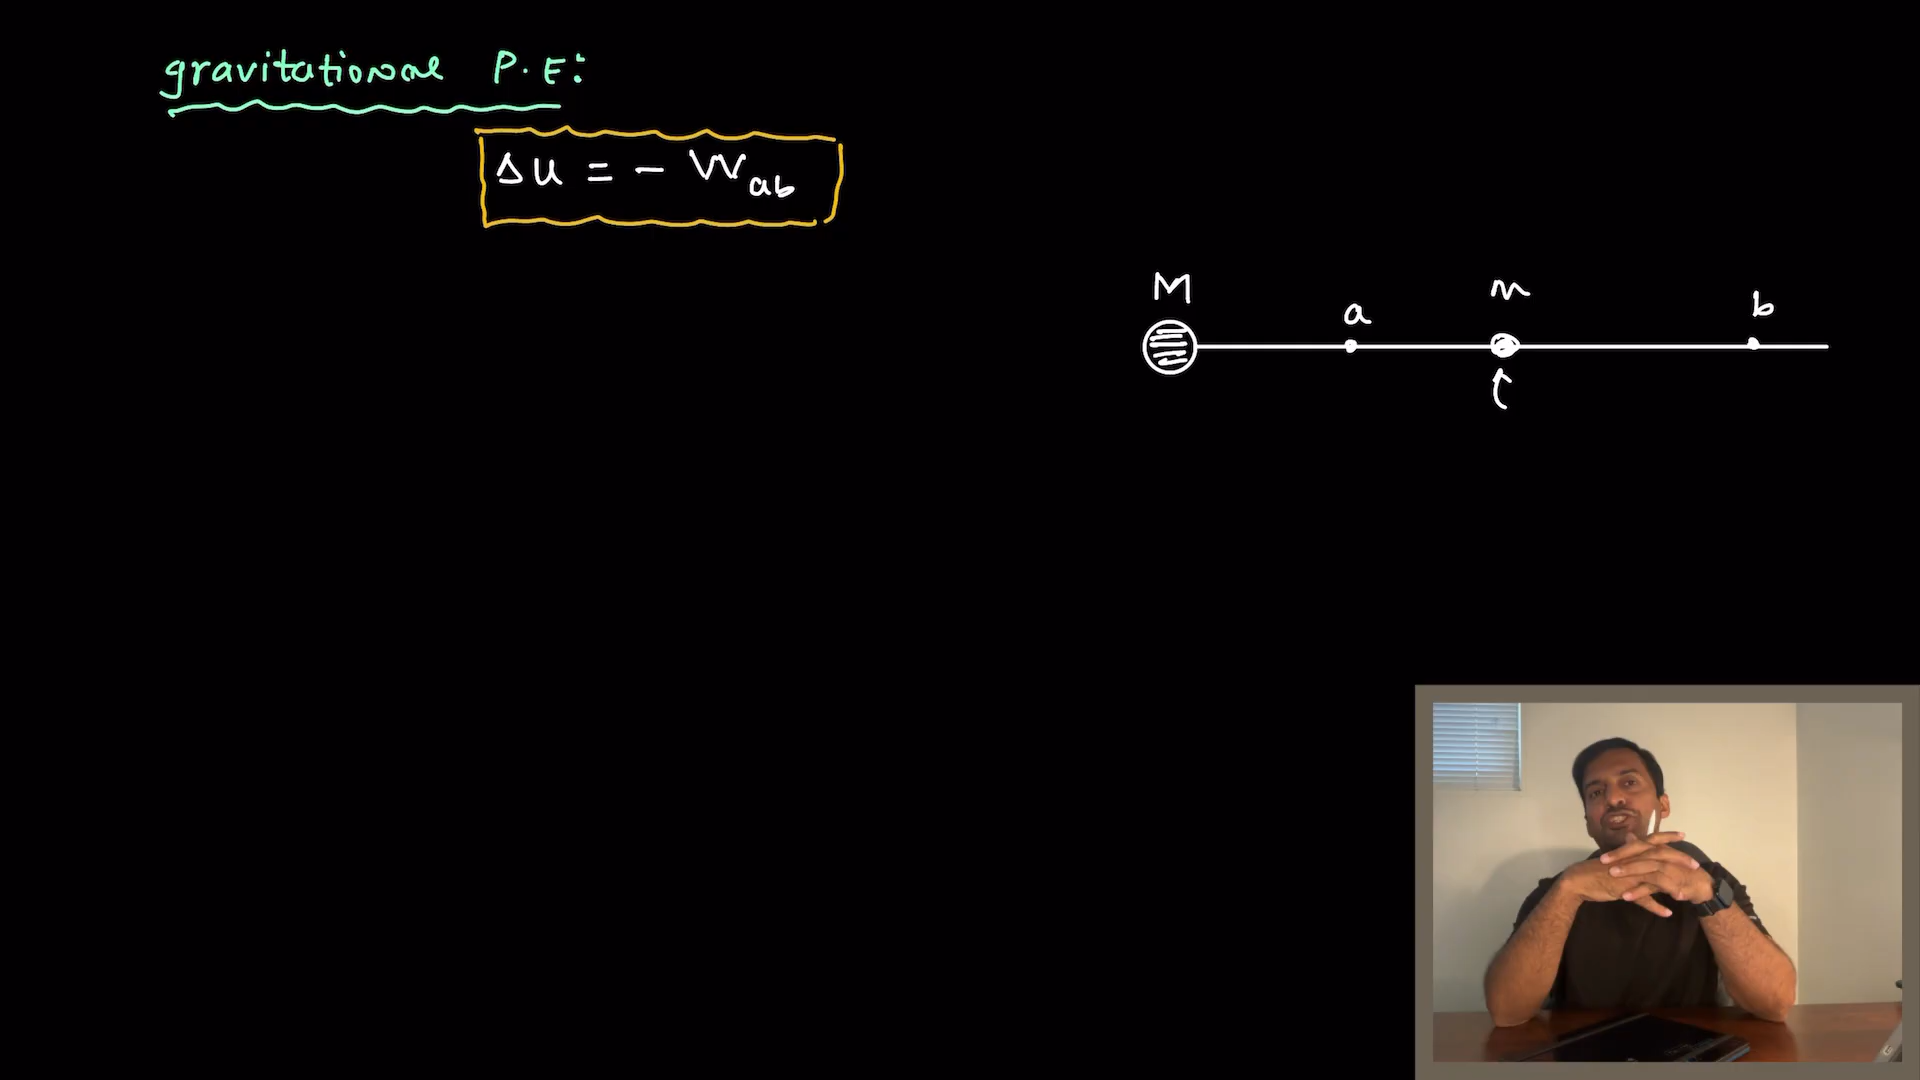 gravitational P.E:
ΔU = - W_ab
M a m b